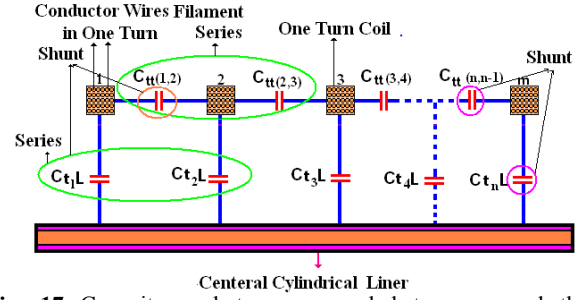 Conductor Wires Filament
in One Turn
Series
One Turn Coil
Shunt
Shunt
1
Ctt(1,2)
2
Ctt(2,3)
3
Ctt(3,4)
Ctt (n,n-1)
m
Series
Ct1L
Ct2L
Ct3L
Ct4L
CtnL
Centeral Cylindrical Liner